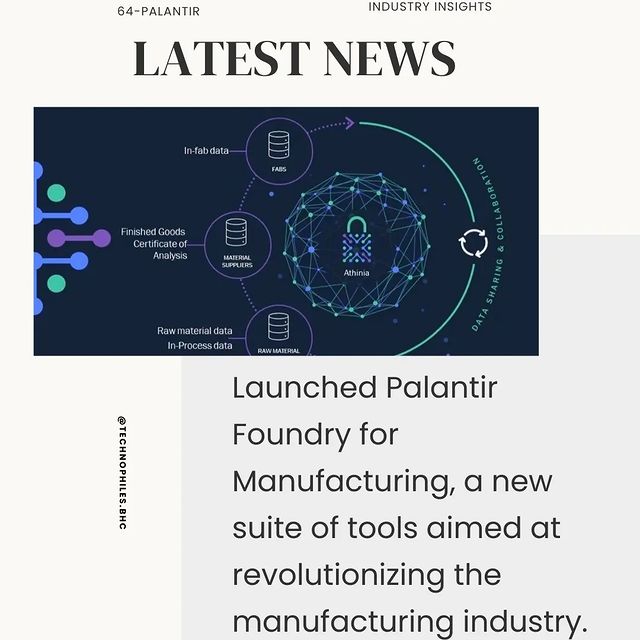 64-PALANTIR
INDUSTRY INSIGHTS
LATEST NEWS
In-fab data
FABS
Finished Goods
Certificate of
Analysis
MATERIAL
SUPPLIERS
Athinia
DATA SHARING & COLLABORATION
Raw material data
In-Process data
RAW MATERIAL
@TECHNOPHILES.BHC
Launched Palantir
Foundry for
Manufacturing, a new
suite of tools aimed at
revolutionizing the
manufacturing industry.